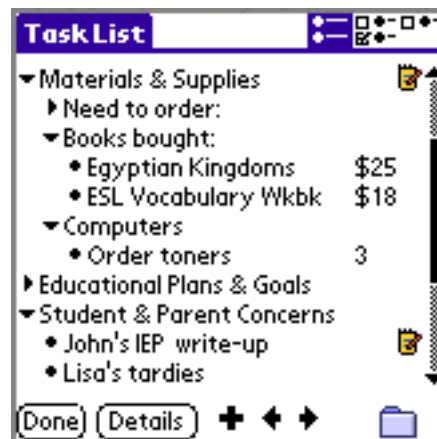 Task List
Materials & Supplies
Need to order:
Books bought:
Egyptian Kingdoms $25
ESL Vocabulary Wkbk $18
Computers
Order toners 3
Educational Plans & Goals
Student & Parent Concerns
John's IEP write-up
Lisa's tardies
Done Details